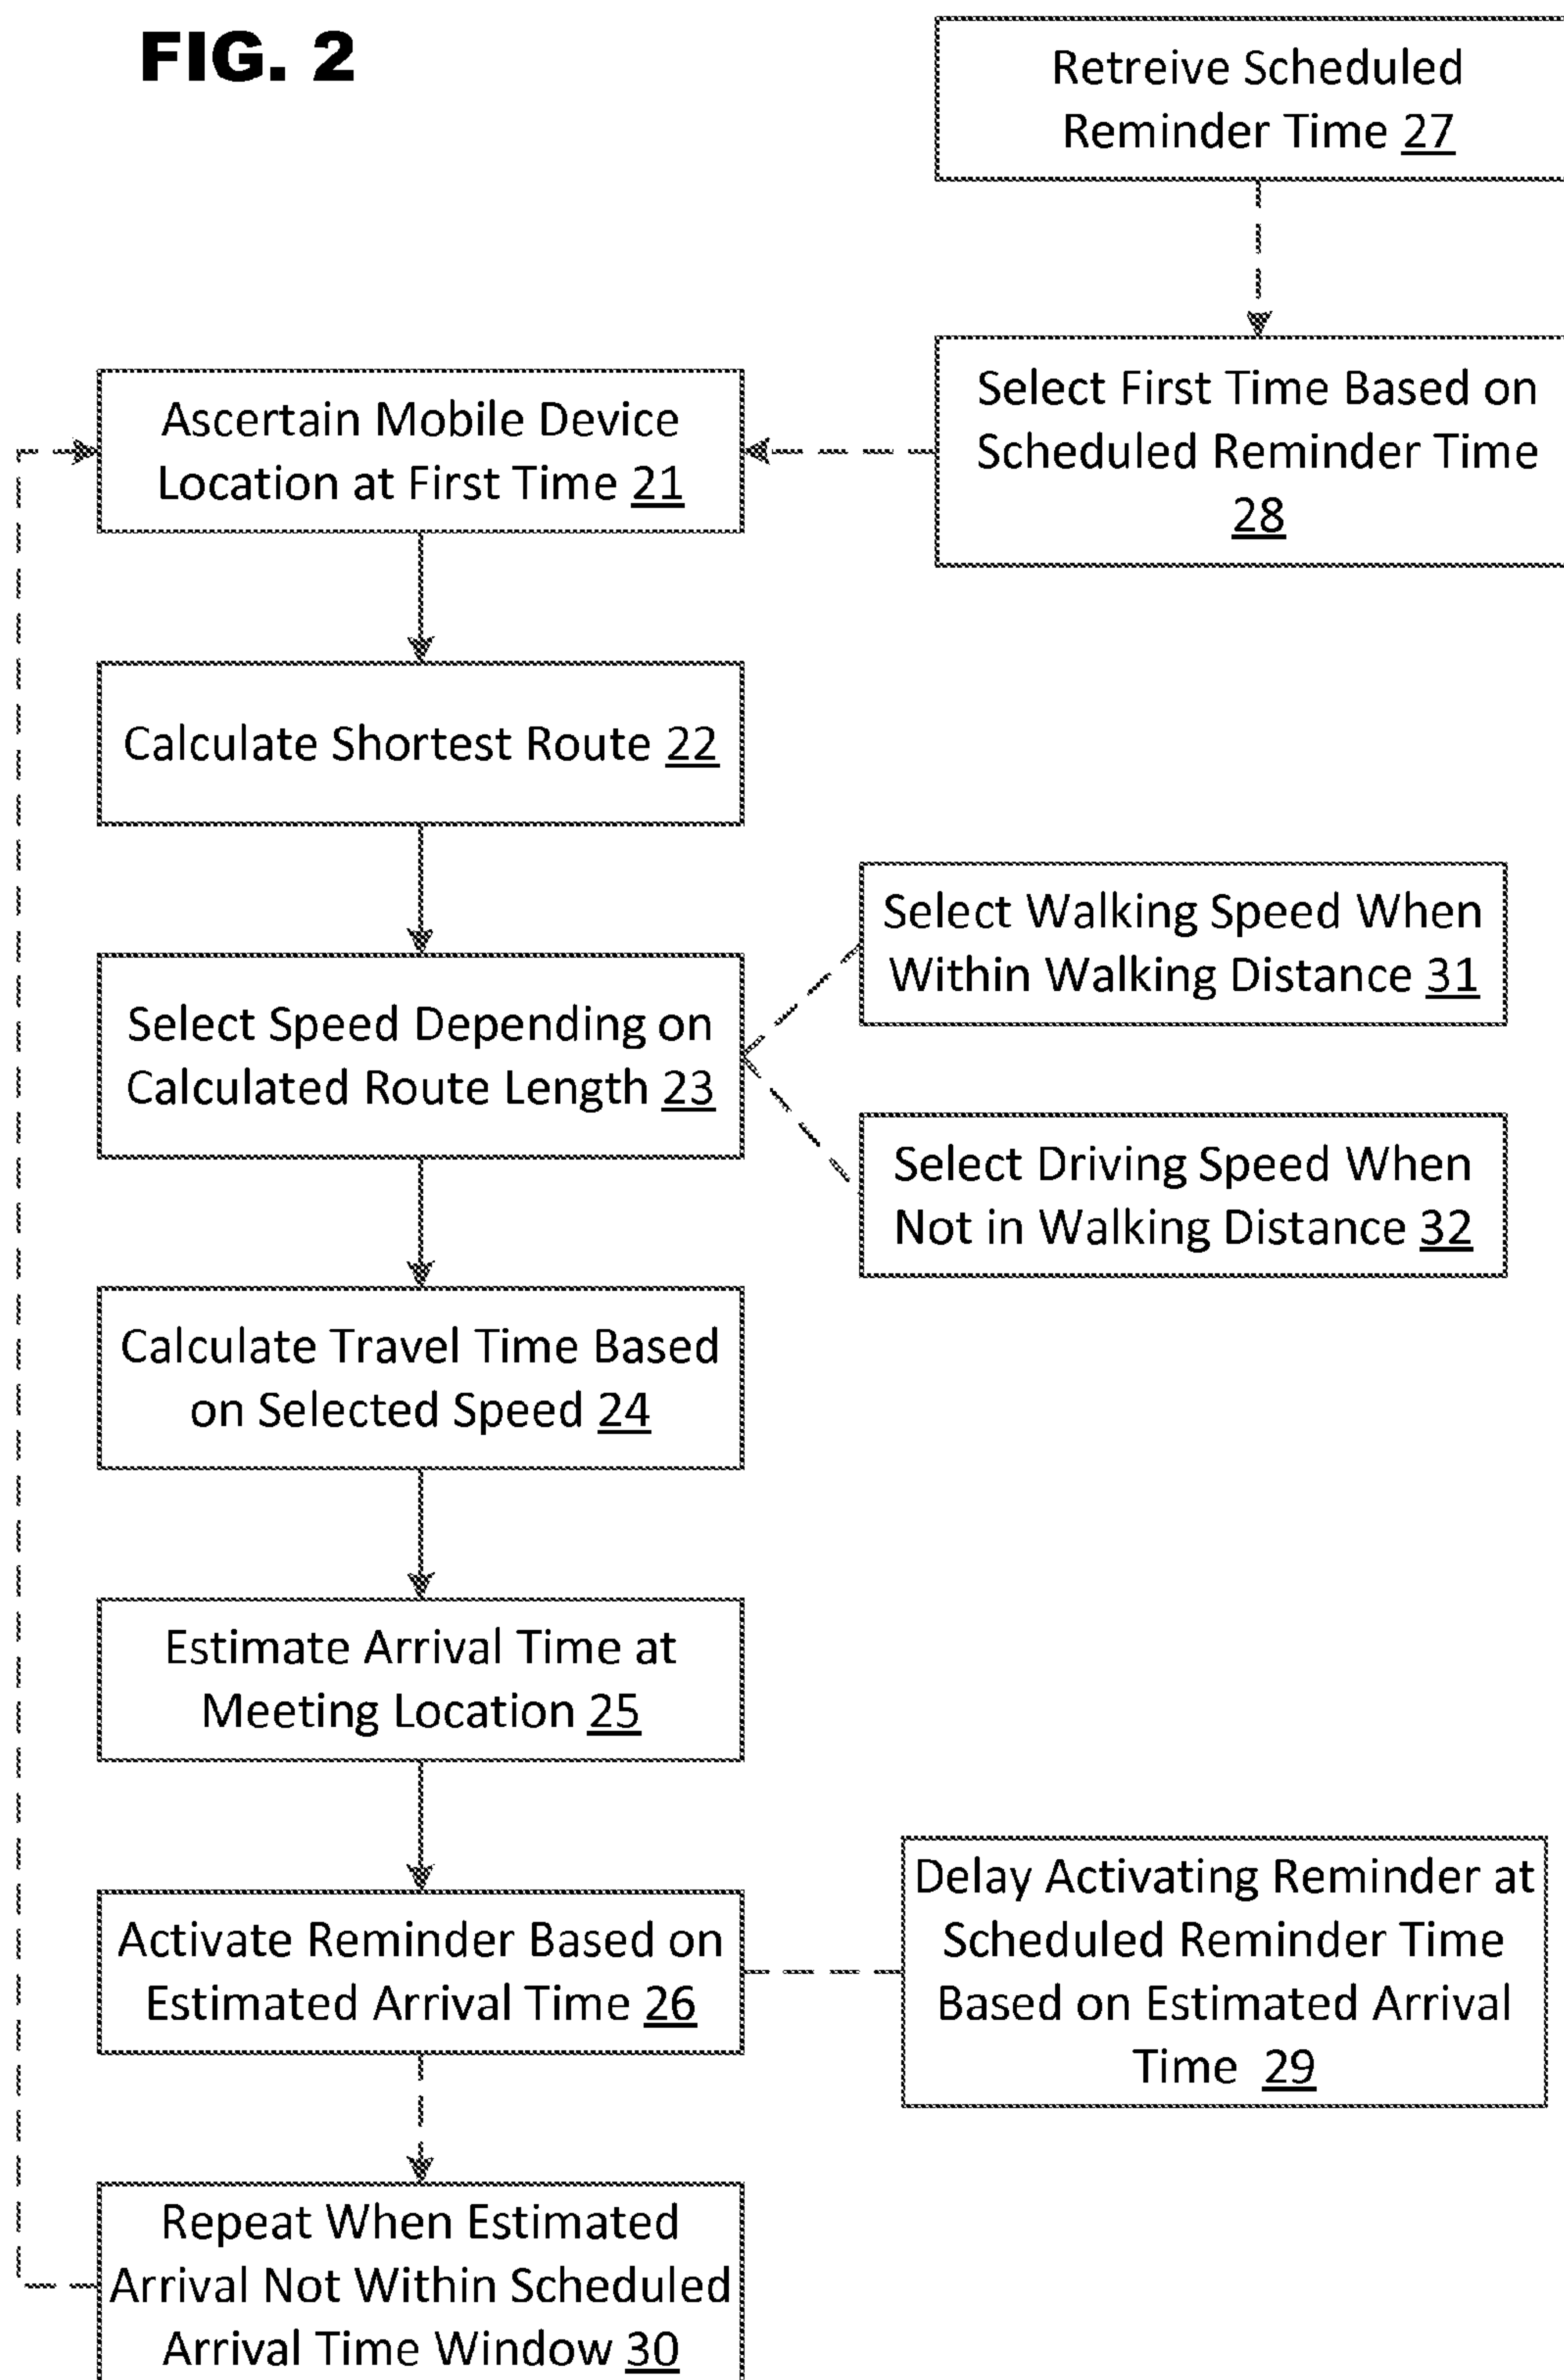 FIG. 2
Retreive Scheduled
Reminder Time 27
Select First Time Based on
Scheduled Reminder Time
28
Ascertain Mobile Device
Location at First Time 21
Calculate Shortest Route 22
Select Speed Depending on
Calculated Route Length 23
Select Walking Speed When
Within Walking Distance 31
Select Driving Speed When
Not in Walking Distance 32
Calculate Travel Time Based
on Selected Speed 24
Estimate Arrival Time at
Meeting Location 25
Activate Reminder Based on
Estimated Arrival Time 26
Delay Activating Reminder at
Scheduled Reminder Time
Based on Estimated Arrival
Time 29
Repeat When Estimated
Arrival Not Within Scheduled
Arrival Time Window 30